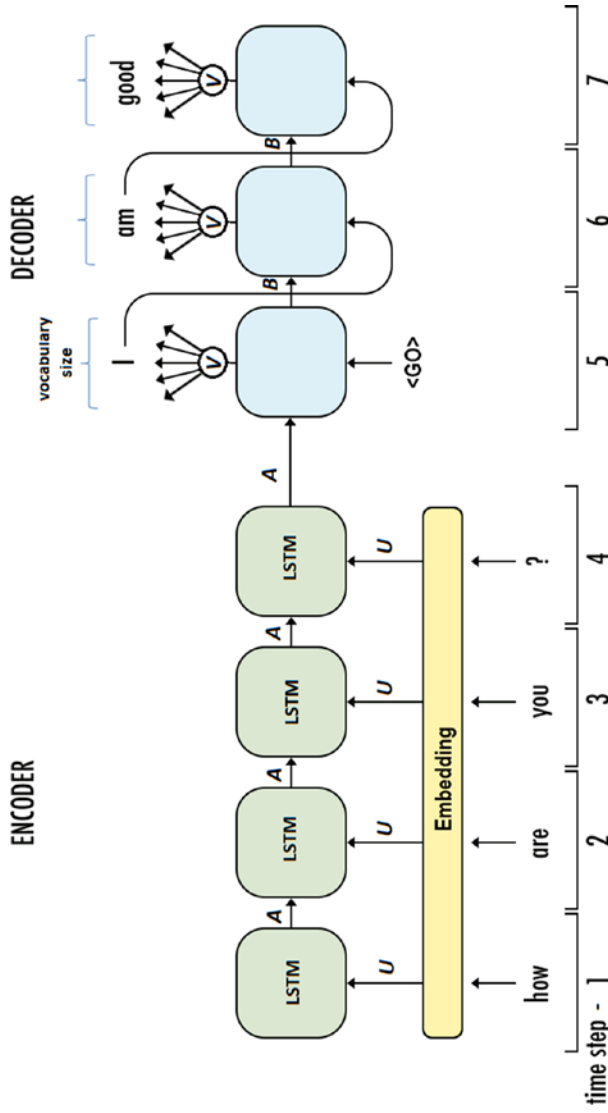 ENCODER DECODER
vocabulary
size
I am good
V V V
LSTM A LSTM A LSTM A LSTM A B B
U U U U
<GO>
Embedding
how are you ?
time step - 1 2 3 4 5 6 7